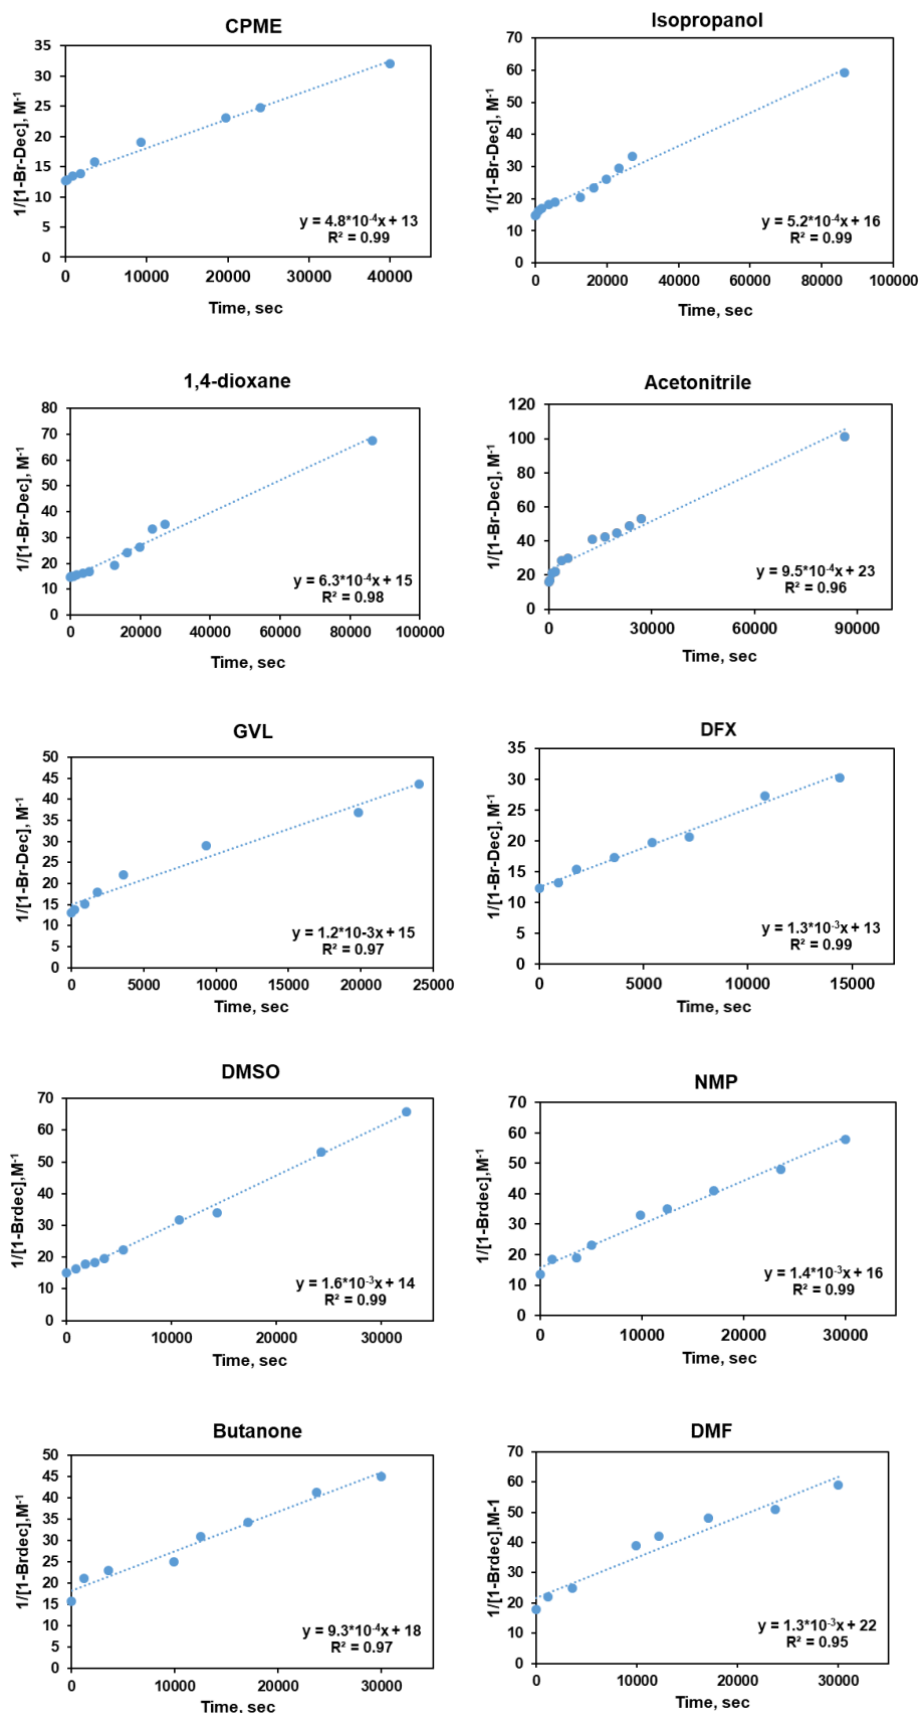 CPME
35
30
25
20
15
10
5
0
1/[1-Br-Dec], M-1
y = 4.8*10-4x + 13
R² = 0.99
0 10000 20000 30000 40000
Time, sec
Isopropanol
70
60
50
40
30
20
10
0
1/[1-Br-Dec], M-1
y = 5.2*10-4x + 16
R² = 0.99
0 20000 40000 60000 80000 100000
Time, sec
1,4-dioxane
80
70
60
50
40
30
20
10
0
1/[1-Br-Dec], M-1
y = 6.3*10-4x + 15
R² = 0.98
0 20000 40000 60000 80000 100000
Time, sec
Acetonitrile
120
100
80
60
40
20
0
1/[1-Br-Dec], M-1
y = 9.5*10-4x + 23
R² = 0.96
0 30000 60000 90000
Time, sec
GVL
50
45
40
35
30
25
20
15
10
5
0
1/[1-Br-Dec], M-1
y = 1.2*10-3x + 15
R² = 0.97
0 5000 10000 15000 20000 25000
Time, sec
DFX
35
30
25
20
15
10
5
0
1/[1-Br-Dec], M-1
y = 1.3*10-3x + 13
R² = 0.99
0 5000 10000 15000
Time, sec
DMSO
70
60
50
40
30
20
10
0
1/[1-Brdec],M-1
y = 1.6*10-3x + 14
R² = 0.99
0 10000 20000 30000
Time, sec
NMP
70
60
50
40
30
20
10
0
1/[1-Brdec],M-1
y = 1.4*10-3x + 16
R² = 0.99
0 10000 20000 30000
Time, sec
Butanone
50
45
40
35
30
25
20
15
10
5
0
1/[1-Brdec],M-1
y = 9.3*10-4x + 18
R² = 0.97
0 10000 20000 30000
Time, sec
DMF
70
60
50
40
30
20
10
0
1/[1-Brdec],M-1
y = 1.3*10-3x + 22
R² = 0.95
0 10000 20000 30000
Time, sec